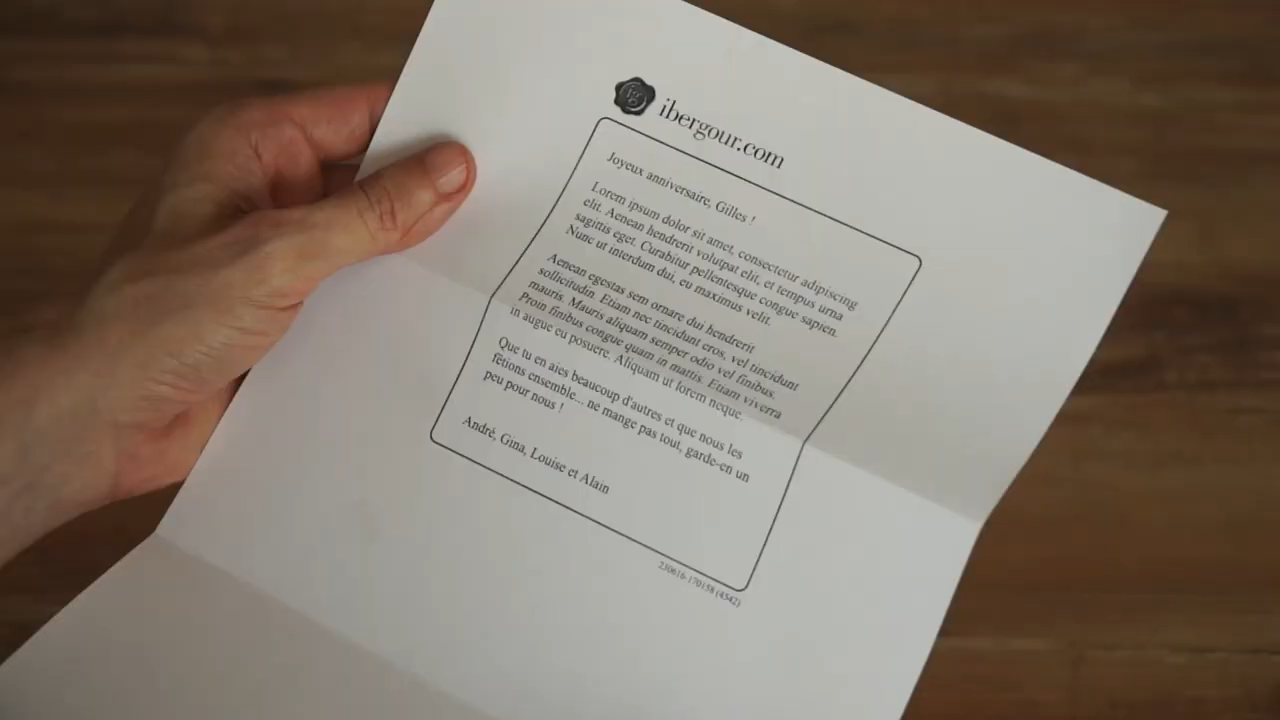 ig
ibergour.com
Joyeux anniversaire, Gilles !
Lorem ipsum dolor sit amet, consectetur adipiscing
elit. Aenean hendrerit volutpat elit, et tempus urna
sagittis eget. Curabitur pellentesque congue sapien.
Nunc ut interdum dui, eu maximus velit.
Aenean egestas sem ornare dui hendrerit
sollicitudin. Etiam nec tincidunt eros, vel tincidunt
mauris. Mauris aliquam semper odio vel finibus.
Proin finibus congue quam in mattis. Etiam viverra
in augue eu posuere. Aliquam ut lorem neque.
Que tu en aies beaucoup d'autres et que nous les
fêtions ensemble... ne mange pas tout, garde-en un
peu pour nous !
André, Gina, Louise et Alain
230616-170158 (4542)